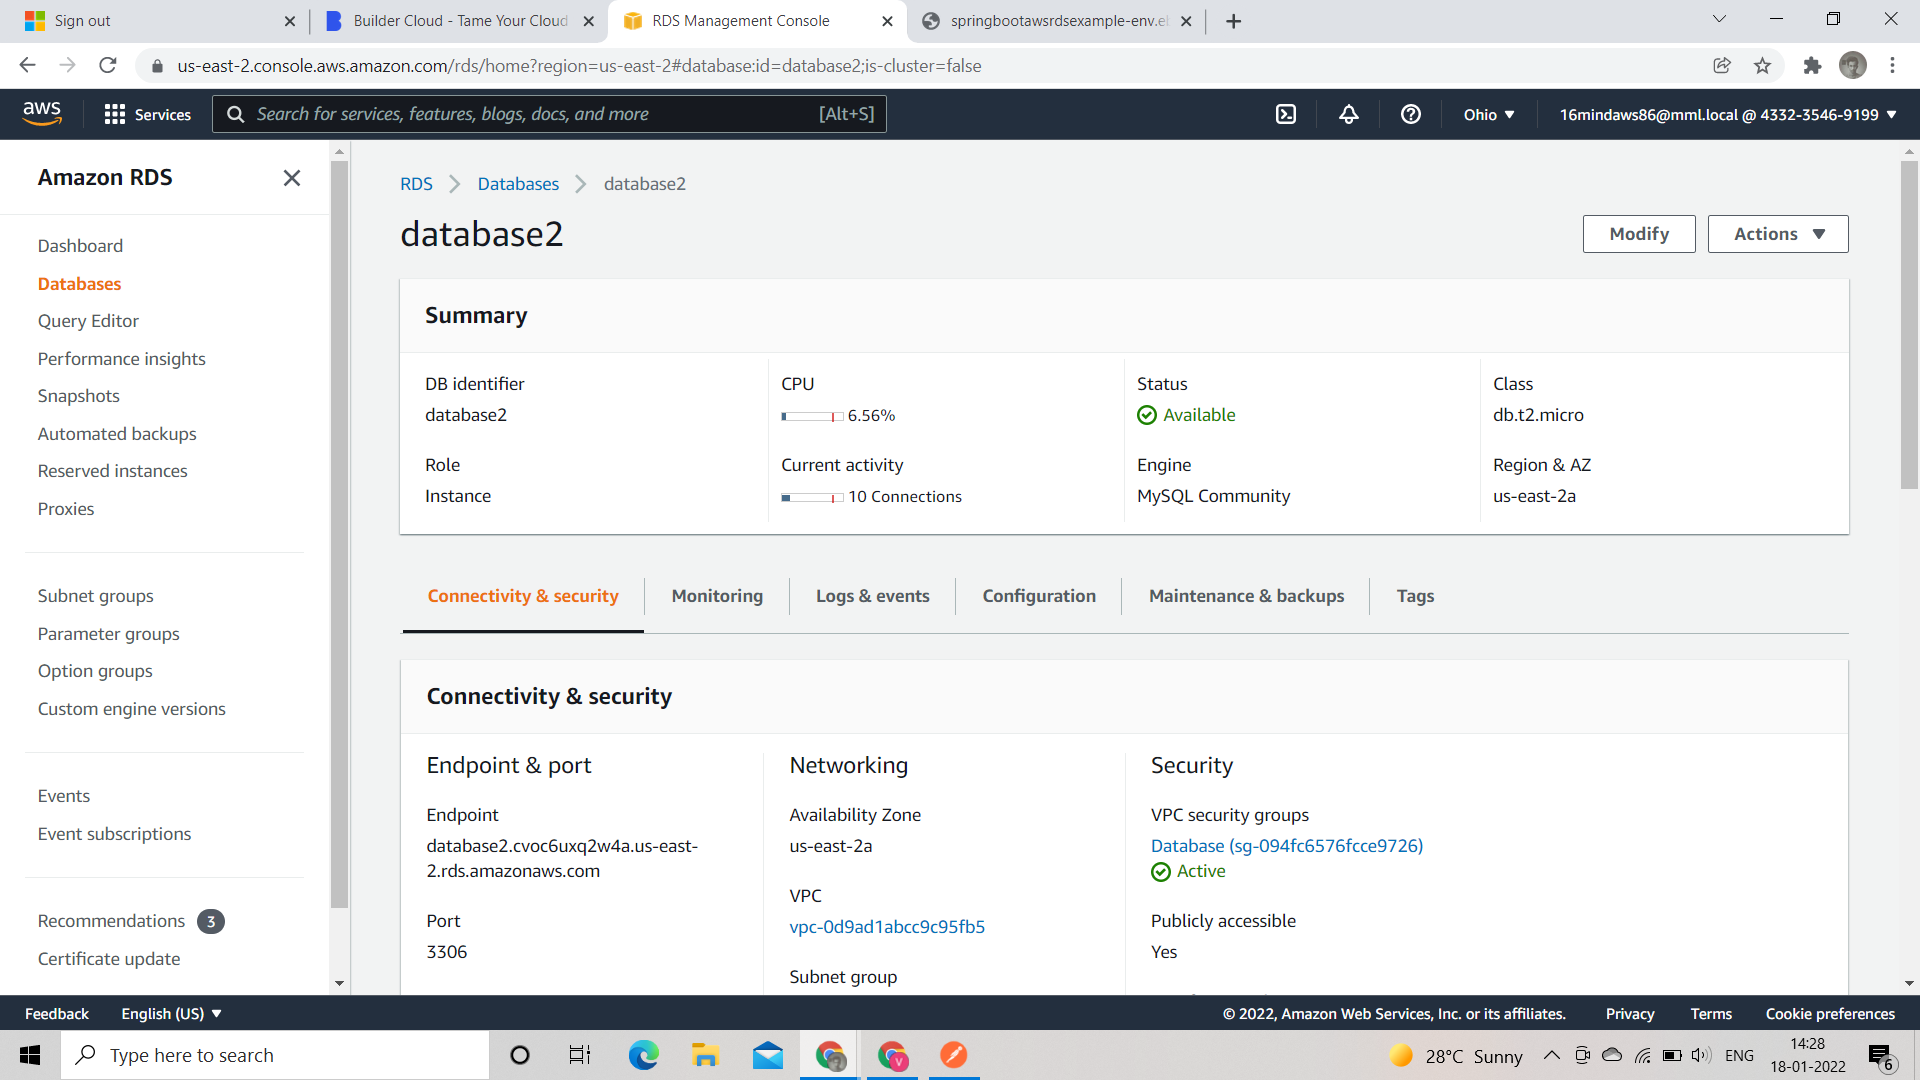 Sign out
Builder Cloud - Tame Your Cloud
RDS Management Console
springbootawsrdsexample-env.el
us-east-2.console.aws.amazon.com/rds/home?region=us-east-2#database:id=database2;is-cluster=false
aws
Services
Search for services, features, blogs, docs, and more
[Alt+S]
Ohio
16mindaws86@mml.local @ 4332-3546-9199
Amazon RDS
Dashboard
Databases
Query Editor
Performance insights
Snapshots
Automated backups
Reserved instances
Proxies
Subnet groups
Parameter groups
Option groups
Custom engine versions
Events
Event subscriptions
Recommendations 3
Certificate update
RDS
Databases
database2
database2
Modify
Actions
Summary
DB identifier
database2
CPU
6.56%
Status
Available
Class
db.t2.micro
Role
Instance
Current activity
10 Connections
Engine
MySQL Community
Region & AZ
us-east-2a
Connectivity & security
Monitoring
Logs & events
Configuration
Maintenance & backups
Tags
Connectivity & security
Endpoint & port
Endpoint
database2.cvoc6uxq2w4a.us-east-
2.rds.amazonaws.com
Port
3306
Networking
Availability Zone
us-east-2a
VPC
vpc-0d9ad1abcc9c95fb5
Subnet group
Security
VPC security groups
Database (sg-094fc6576fcce9726)
Active
Publicly accessible
Yes
Feedback
English (US)
© 2022, Amazon Web Services, Inc. or its affiliates.
Privacy
Terms
Cookie preferences
Type here to search
V
28°C Sunny
ENG
14:28
18-01-2022
6